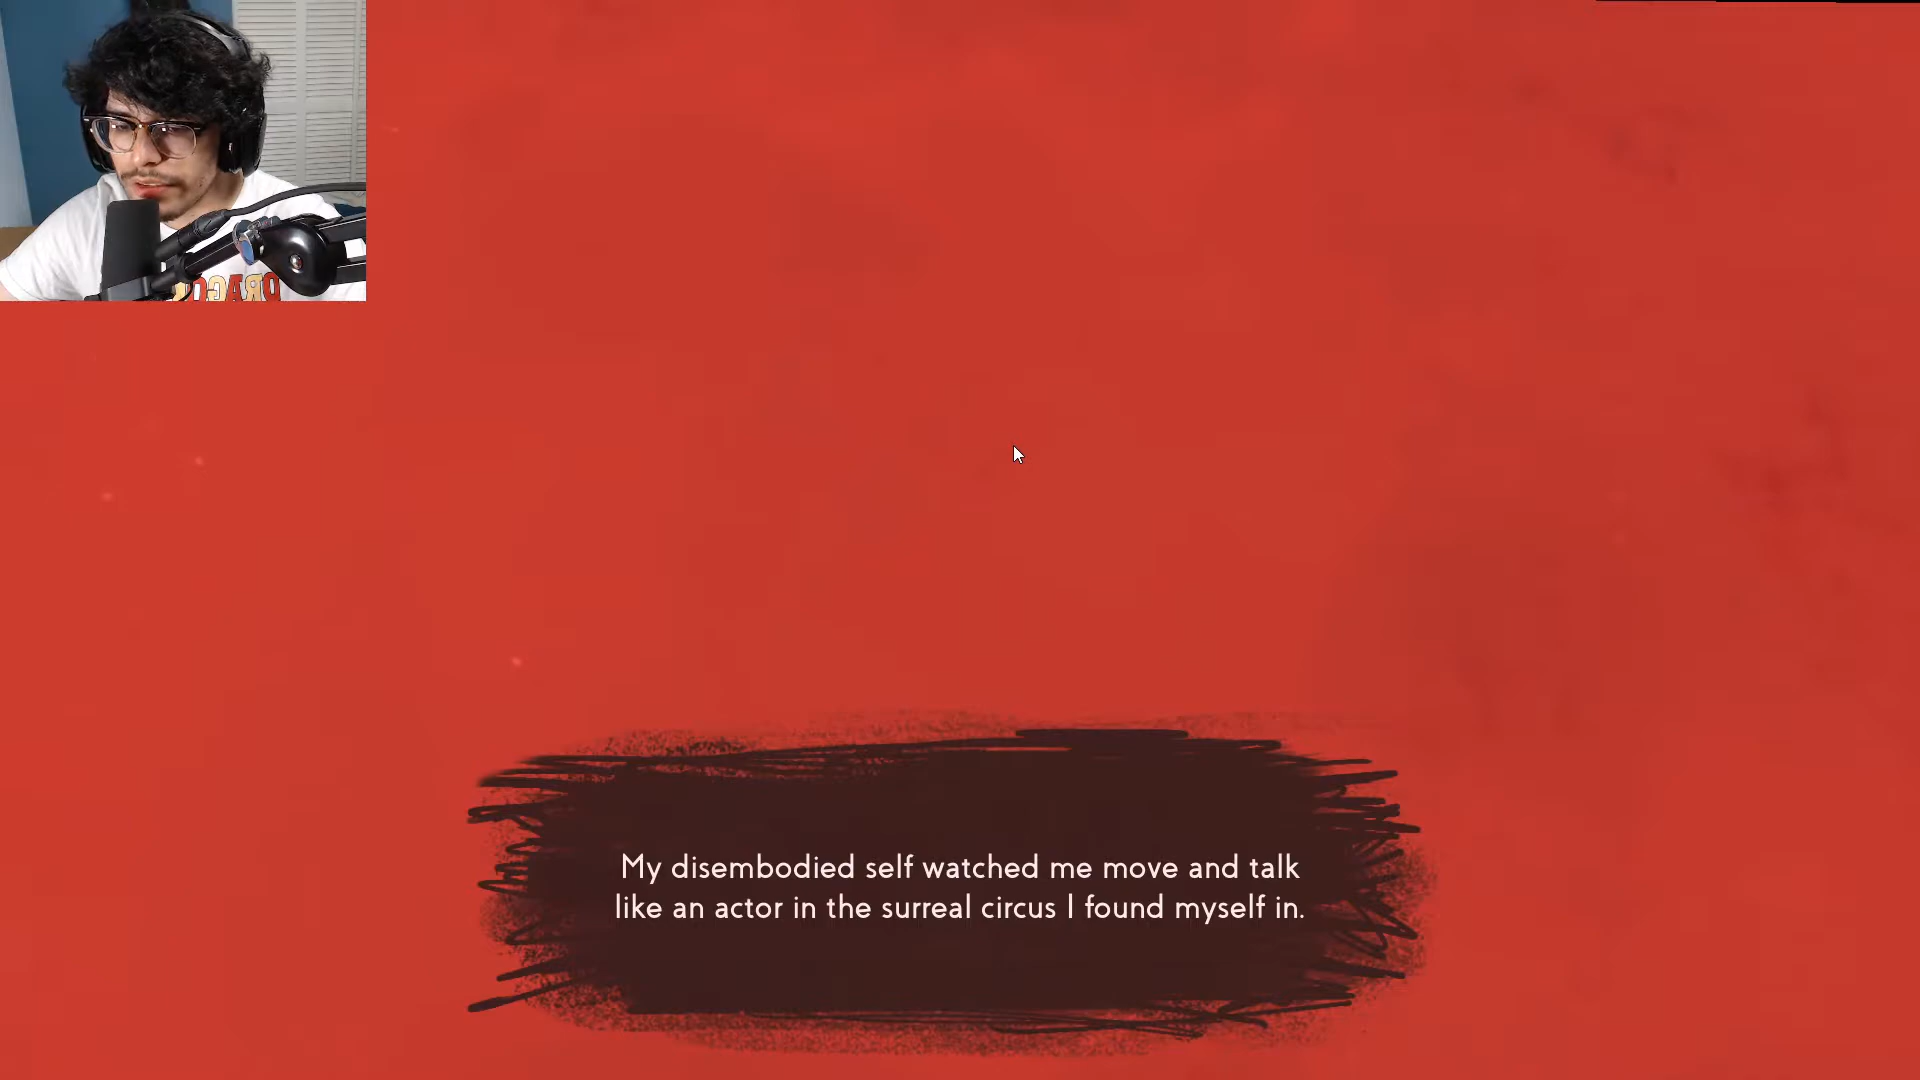 My disembodied self watched me move and talk
like an actor in the surreal circus I found myself in.